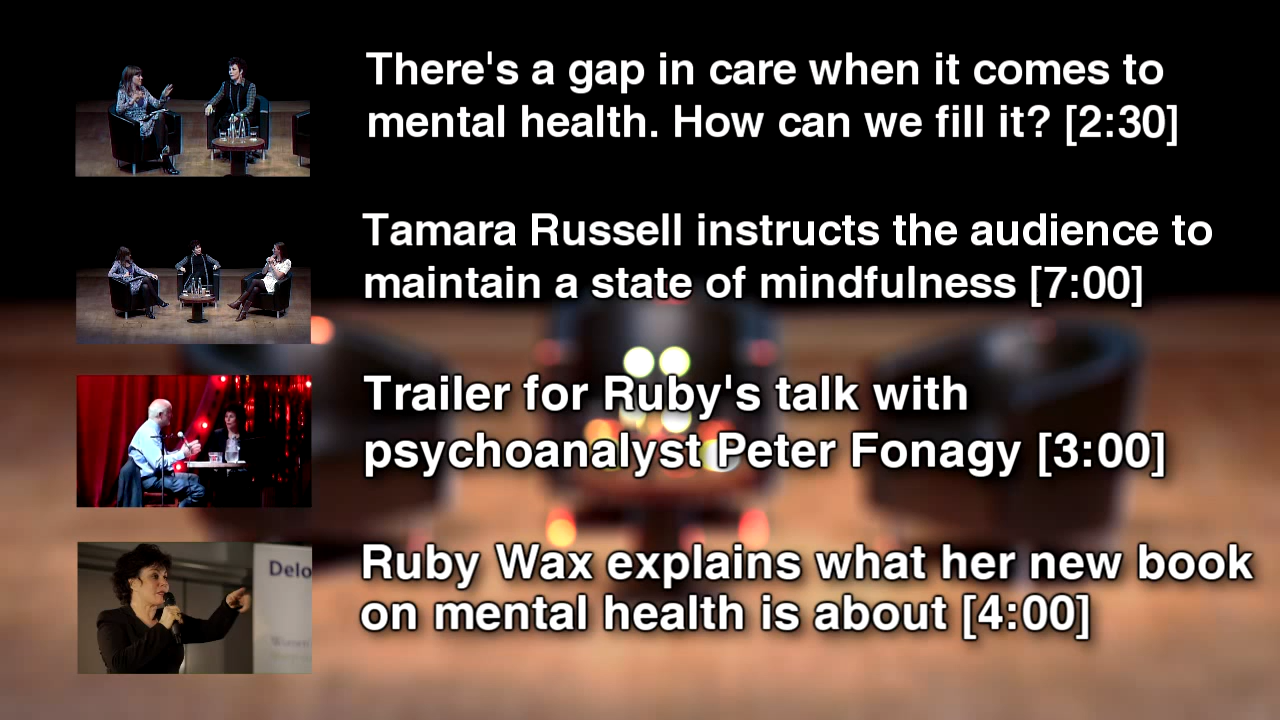 There's a gap in care when it comes to
mental health. How can we fill it? [2:30]
Tamara Russell instructs the audience to
maintain a state of mindfulness [7:00]
Trailer for Ruby's talk with
psychoanalyst Peter Fonagy [3:00]
Ruby Wax explains what her new book
on mental health is about [4:00]
Delo